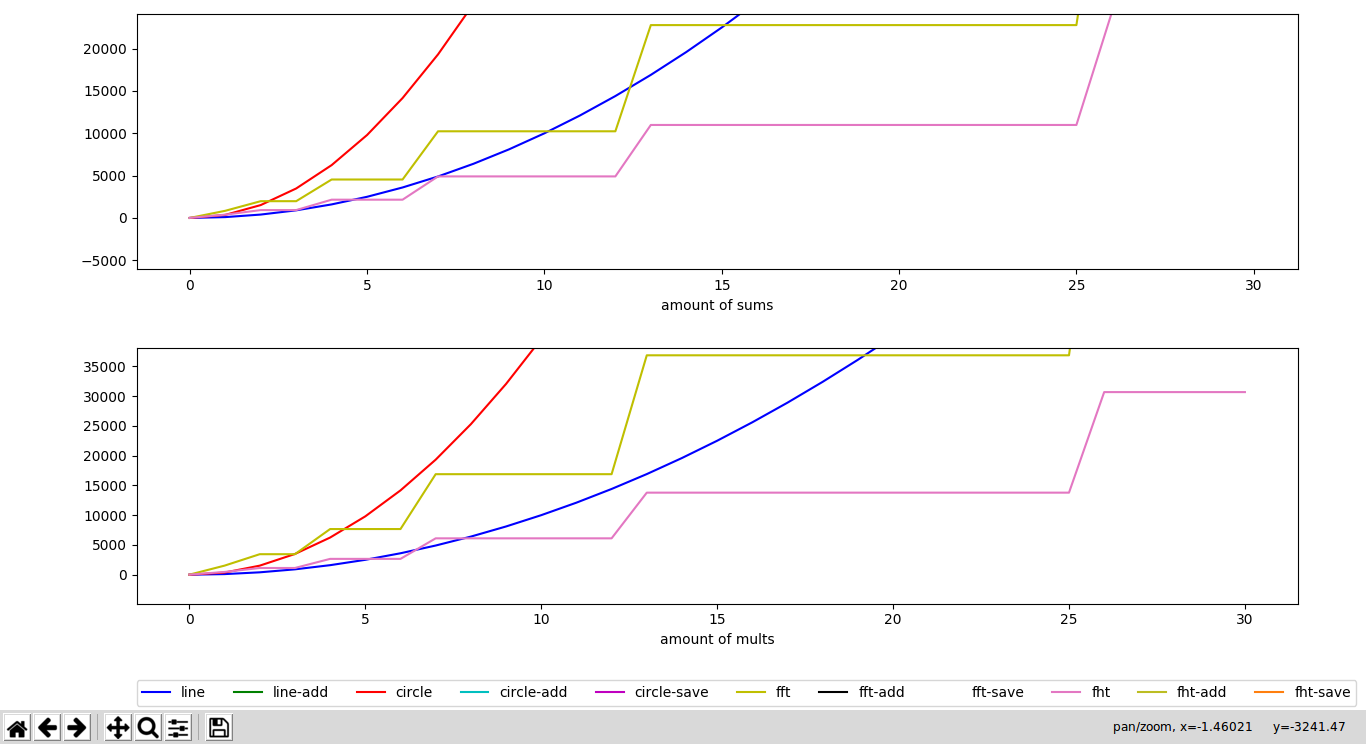 20000
15000
10000
5000
0
−5000
0 5 10 15 20 25 30
amount of sums
35000
30000
25000
20000
15000
10000
5000
0
0 5 10 15 20 25 30
amount of mults
line line-add circle circle-add circle-save fft fft-add fft-save fht fht-add fht-save
pan/zoom, x=-1.46021 y=-3241.47